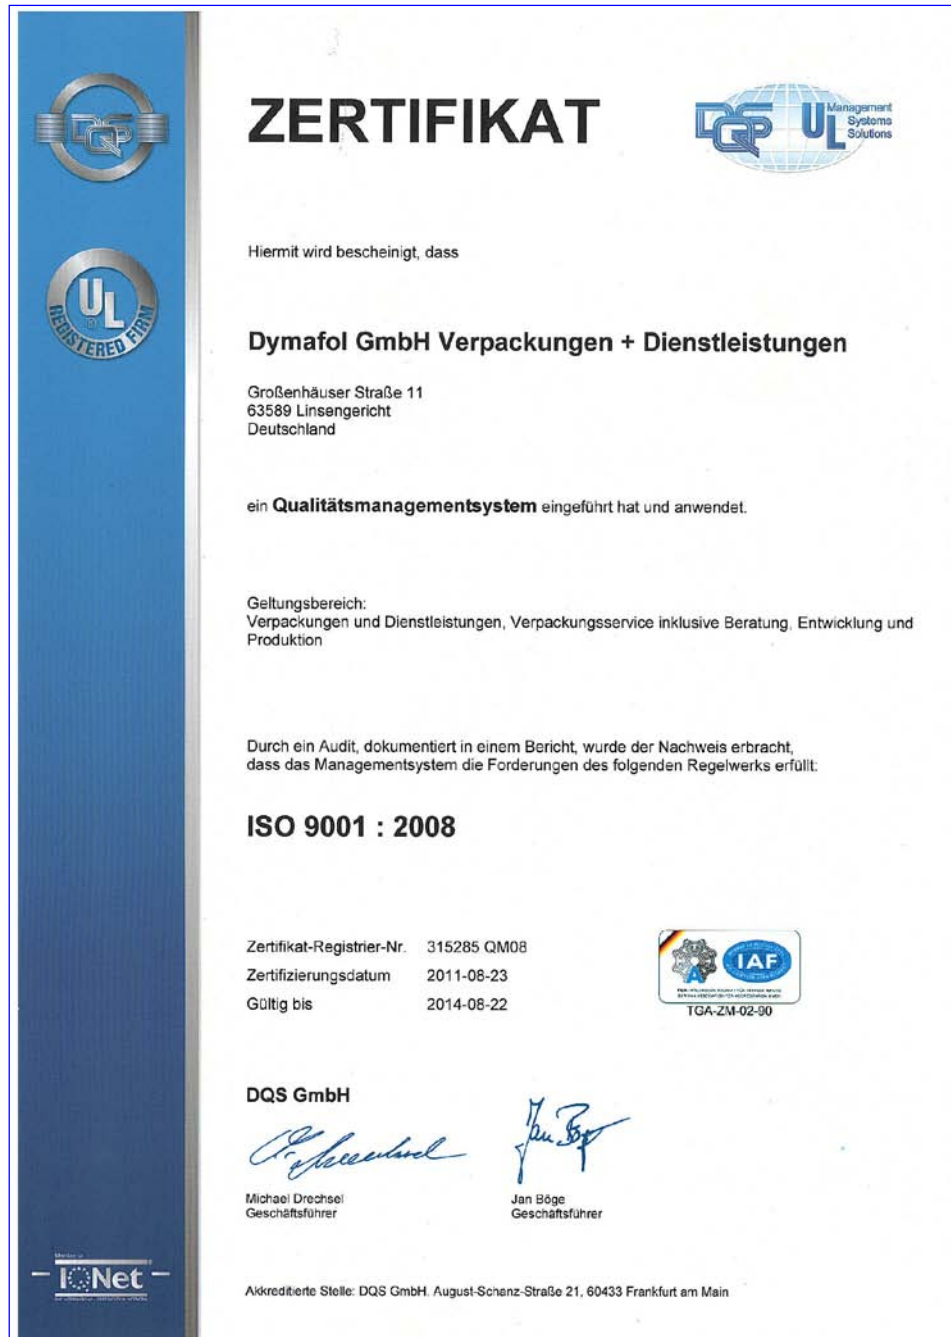 DQS
ZERTIFIKAT
DQS
UL
Management
Systems
Solutions
UL
REGISTERED FIRM
Hiermit wird bescheinigt, dass
Dymafol GmbH Verpackungen + Dienstleistungen
Großenhäuser Straße 11
63589 Linsengericht
Deutschland
ein Qualitätsmanagementsystem eingeführt hat und anwendet.
Geltungsbereich:
Verpackungen und Dienstleistungen, Verpackungsservice inklusive Beratung, Entwicklung und
Produktion
Durch ein Audit, dokumentiert in einem Bericht, wurde der Nachweis erbracht,
dass das Managementsystem die Forderungen des folgenden Regelwerks erfüllt:
ISO 9001 : 2008
Zertifikat-Registrier-Nr. 315285 QM08
Zertifizierungsdatum 2011-08-23
Gültig bis 2014-08-22
A
IAF
TGA-ZM-02-90
DQS GmbH
Jan Böge
Michael Drechsel
Geschäftsführer
Jan Böge
Geschäftsführer
IQNet
Akkreditierte Stelle: DQS GmbH, August-Schanz-Straße 21, 60433 Frankfurt am Main